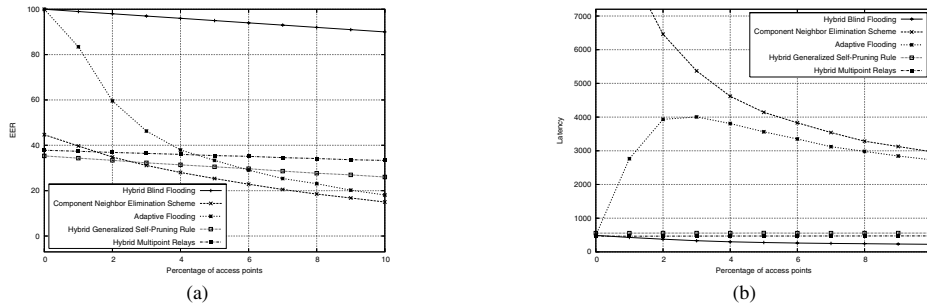 100
80
60
40
20
0
EER
Hybrid Blind Flooding
Component Neighbor Elimination Scheme
Adaptive Flooding
Hybrid Generalized Self-Pruning Rule
Hybrid Multipoint Relays
0 2 4 6 8 10
Percentage of access points
(a)
7000
6000
5000
4000
3000
2000
1000
500
0
Latency
Hybrid Blind Flooding
Component Neighbor Elimination Scheme
Adaptive Flooding
Hybrid Generalized Self-Pruning Rule
Hybrid Multipoint Relays
0 2 4 6 8
Percentage of access points
(b)